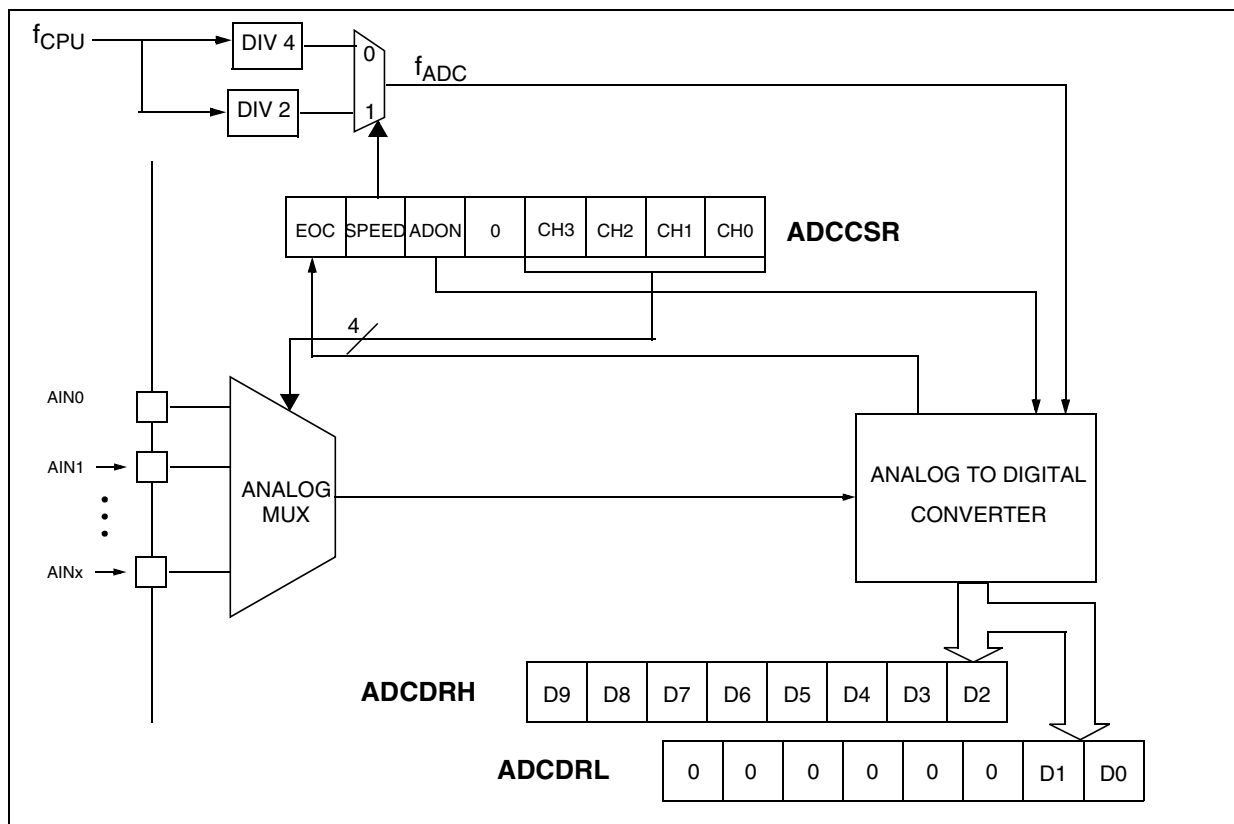 fCPU
DIV 4
0
fADC
DIV 2
1
EOC SPEED ADON 0 CH3 CH2 CH1 CH0 ADCCSR
4
AIN0
AIN1
ANALOG
MUX
ANALOG TO DIGITAL
CONVERTER
AINx
ADCDRH D9 D8 D7 D6 D5 D4 D3 D2
ADCDRL 0 0 0 0 0 0 D1 D0